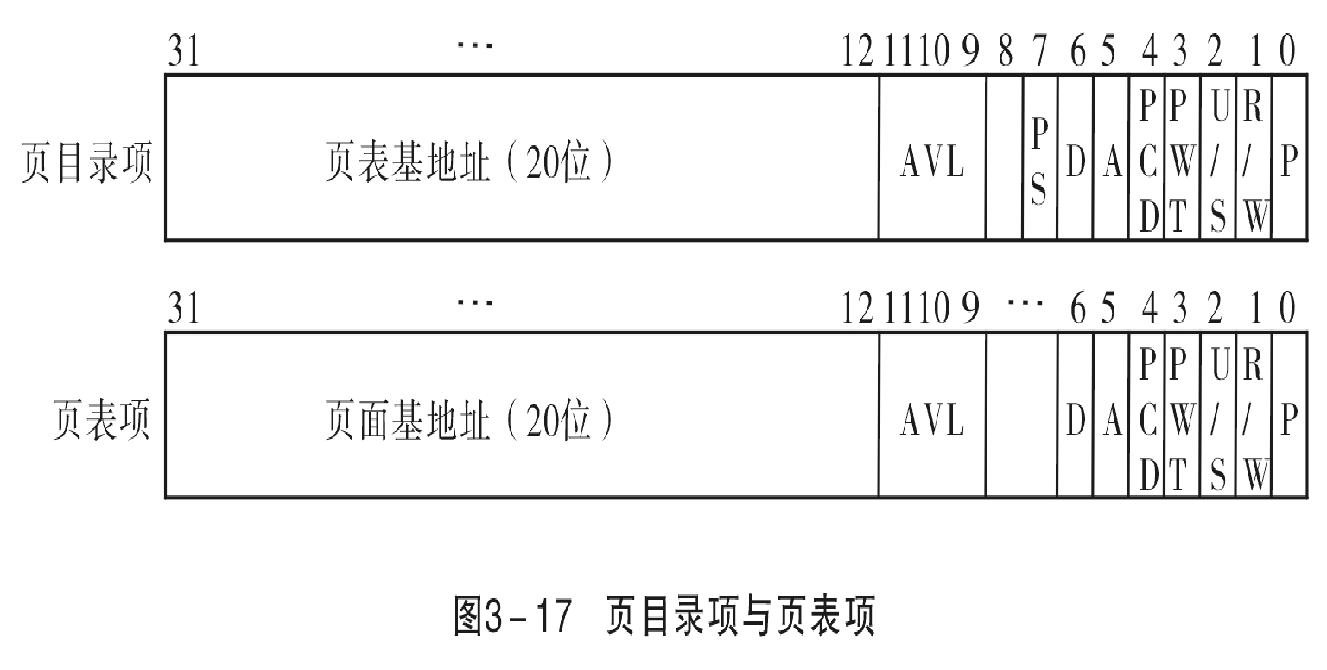 31 … 12 11 10 9 8 7 6 5 4 3 2 1 0
页目录项 页表基地址（20位） AVL PS D A PCD PWT U/S R/W P
31 … 12 11 10 9 … 6 5 4 3 2 1 0
页表项 页面基地址（20位） AVL D A PCD PWT U/S R/W P
图3-17 页目录项与页表项